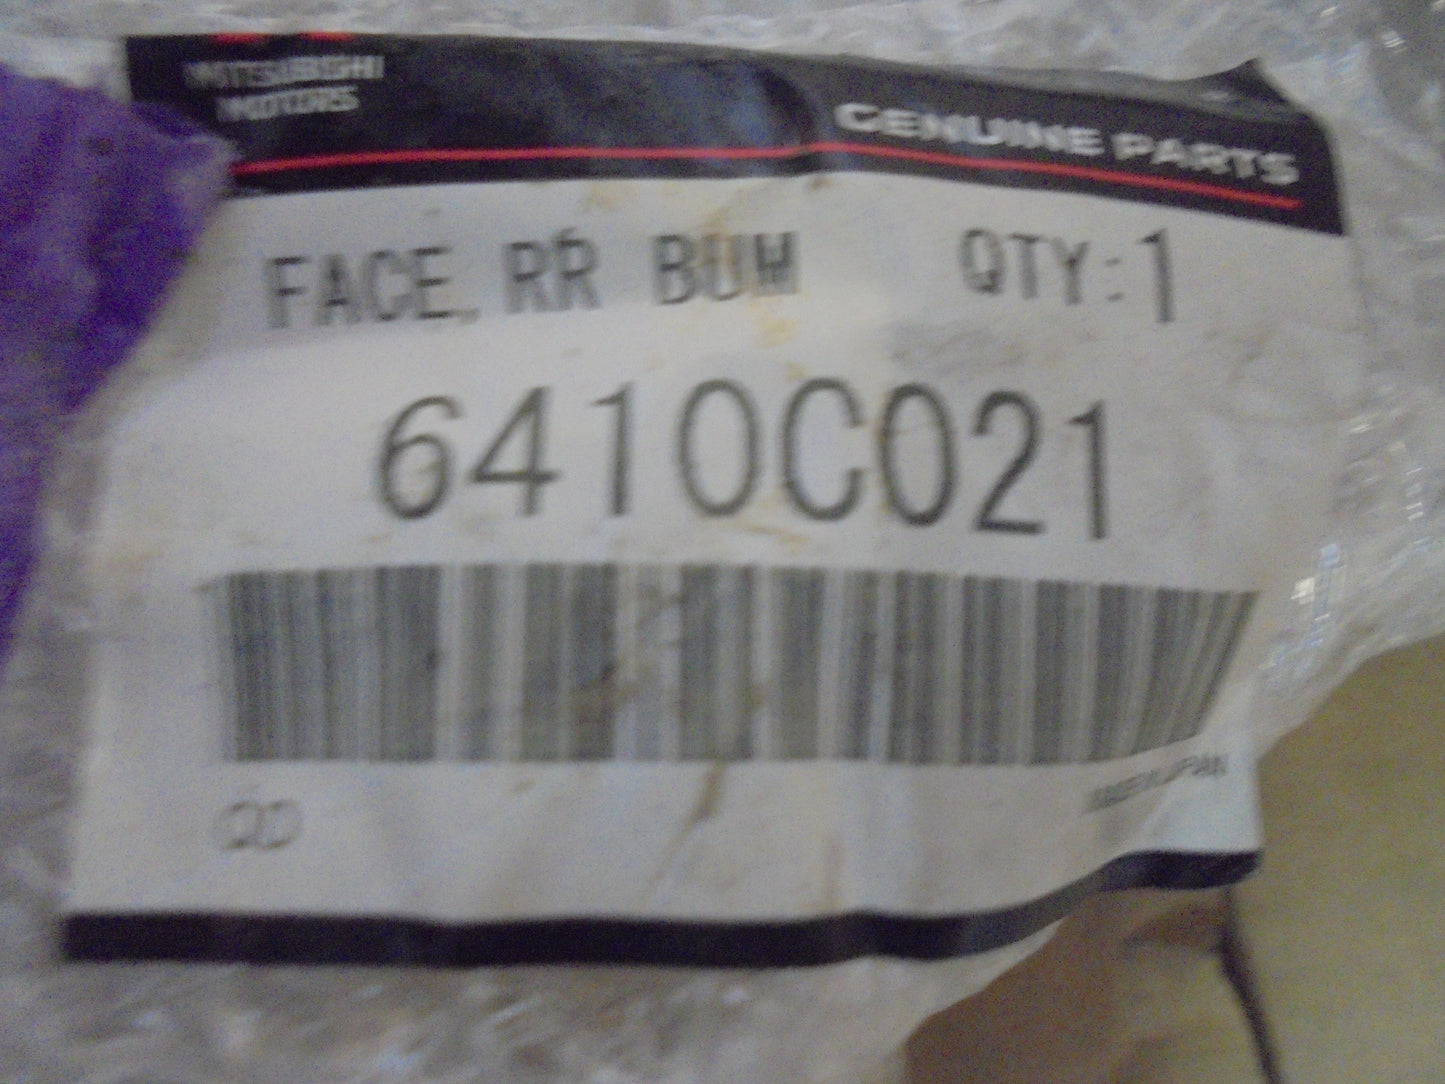 MITSUBISHI
MOTORS
GENUINE PARTS
FACE, RR BUM QTY:1
6410C021
MADE IN JAPAN